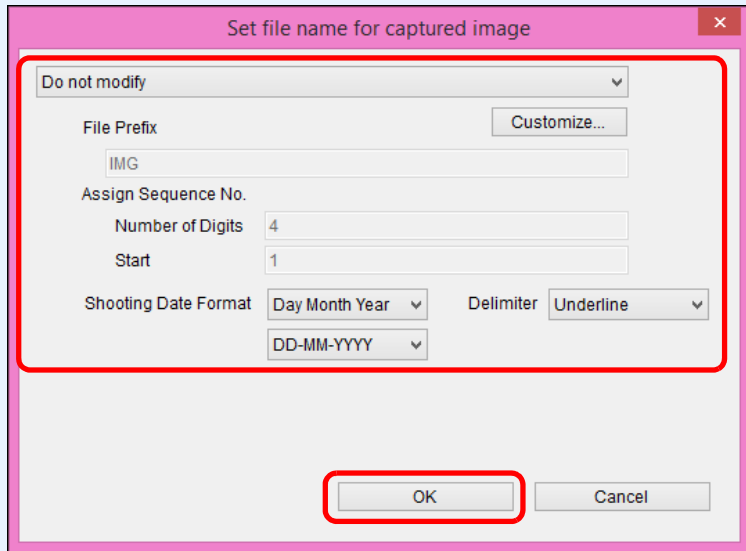 Set file name for captured image
Do not modify
File Prefix
Customize...
IMG
Assign Sequence No.
Number of Digits 4
Start 1
Shooting Date Format Day Month Year Delimiter Underline
DD-MM-YYYY
OK Cancel